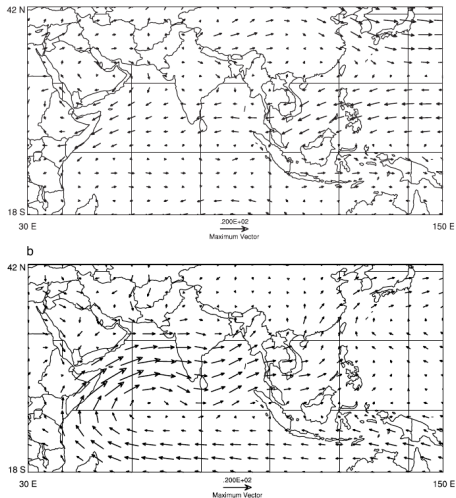 42 N
18 S
30 E
150 E
.200E+02
Maximum Vector
b
42 N
18 S
30 E
150 E
.200E+02
Maximum Vector